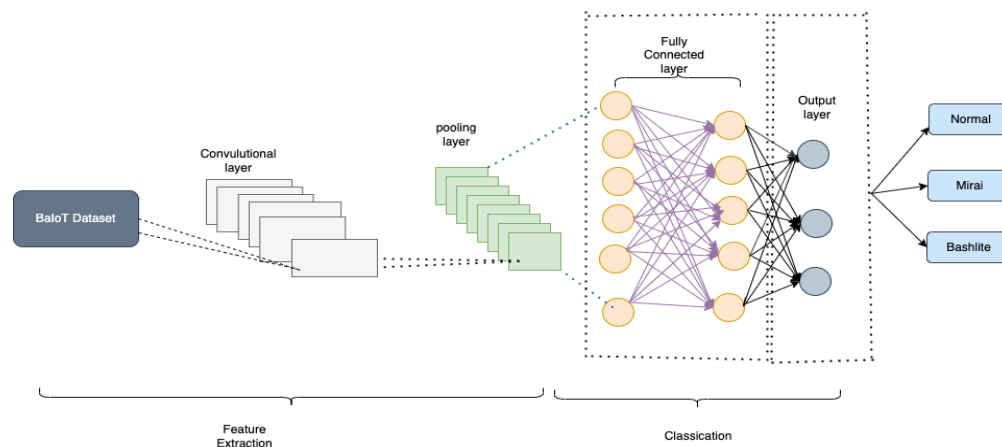 BaIoT Dataset
Convulutional
layer
pooling
layer
Fully
Connected
layer
Output
layer
Normal
Mirai
Bashlite
Feature
Extraction
Classication